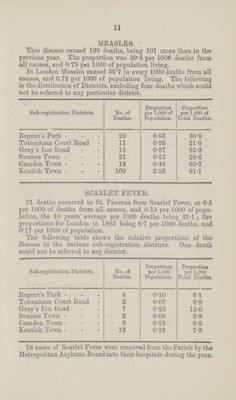 11
MEASLES.
This disease caused 190 deaths, being 101 more than in the
previous year. The proportion was 39·6 per 1000 deaths from
all causes, and 0·79 per 1000 of population living.
In London Measles caused 36·7 in every 1000 deaths from all
causes, and 0.72 per 1000 of population living. The following
is the distribution of Districts, excluding four deaths which could
not be referred to any particular district.
Sub-registration Districts. No. of Deaths. Proportion per 1,000 of Population. Proportion per 1,000 of Total Deaths.
Regent's Park - - - 20 0·53 30·8
Tottenham Court Road - 11 0·26 21·6
Gray's Inn Road - - 15 0·37 25·3
Somers Town - - - 21 0·55 29·6
Camden Town - - - 19 0·48 60·7
Kentish Town - - - 100 2·53 61·1
SCARLET FEVER.
31 deaths occurred in St. Pancras from Scarlet Fever, or 6·5
per 1000 of deaths from all causes, and 0.13 per 1000 of popu-
lation, the 10 years' average per 1000 deaths being 23·1; the
proportions for London in 1885 being 8·7 per 1000 deaths, and
0·17 per 1000 of population.
The following table shows the relative proportions of the
disease in the various sub-registration districts. One death
could not be referred to any district.
Sub-registration Districts. No. of Deaths. Proportion per 1,000 Population. Proportion per 1,000 Total Deaths.
Regent's Park - - - 4 0·10 6·1
Tottenham Court Road - 2 0·07 3·9
Gray's Inn Road - - 7 0·23 12·0
Somers Town - - - 2 0·05 2·8
Camden Town - - - 3 0·19 9·5
Kentish Town - - - 12 0·13 7·3
78 cases of Scarlet Fever were removed from the Parish by the
Metropolitan Asylums Board into their hospitals during the year.